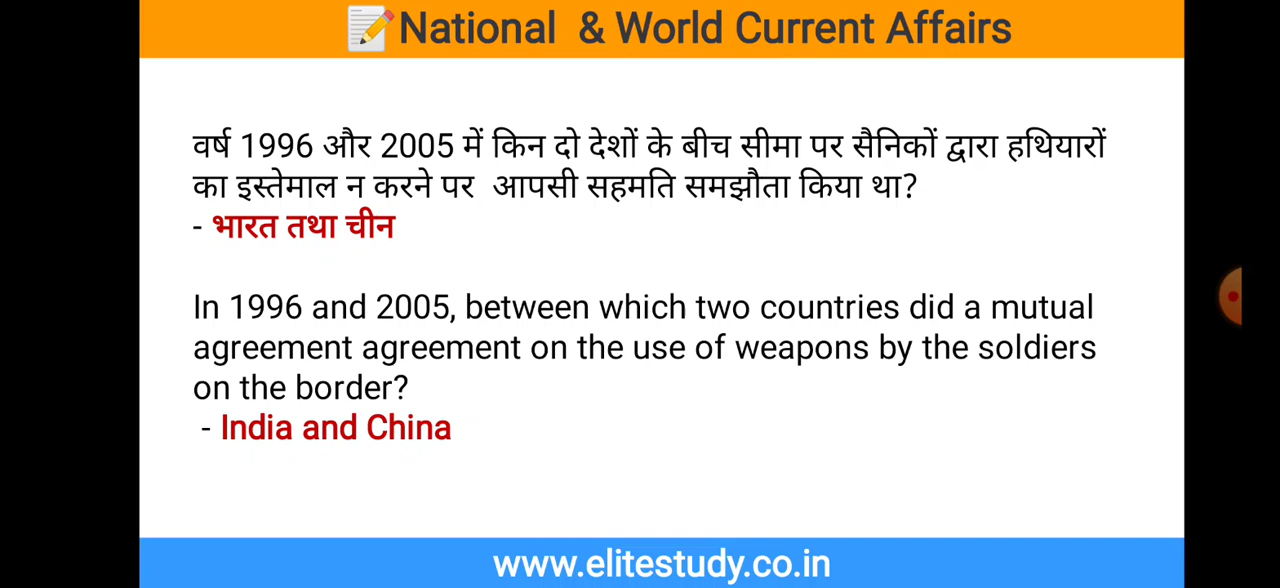 National & World Current Affairs
वर्ष 1996 और 2005 में किन दो देशों के बीच सीमा पर सैनिकों द्वारा हथियारों
का इस्तेमाल न करने पर आपसी सहमति समझौता किया था?
- भारत तथा चीन
In 1996 and 2005, between which two countries did a mutual
agreement agreement on the use of weapons by the soldiers
on the border?
- India and China
www.elitestudy.co.in